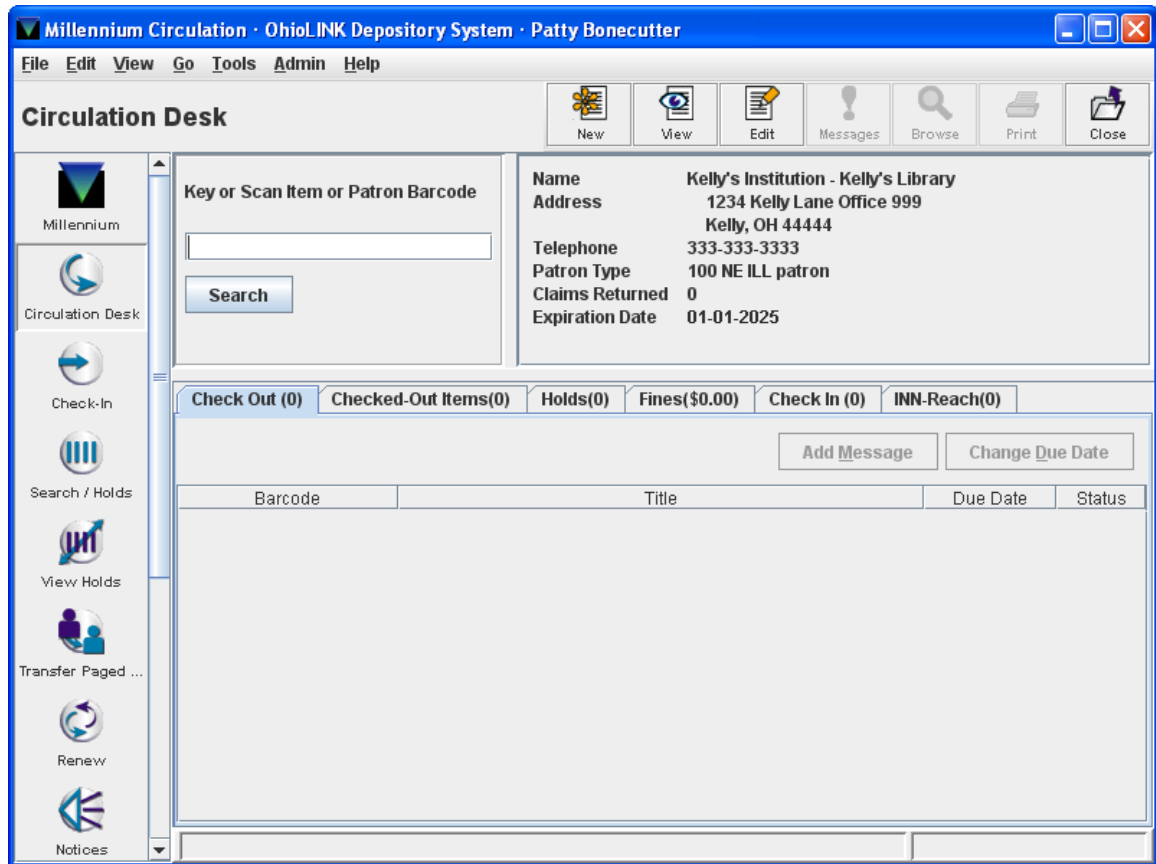 Millennium Circulation · OhioLINK Depository System · Patty Bonecutter
File Edit View Go Tools Admin Help
Circulation Desk
New View Edit Messages Browse Print Close
Millennium
Circulation Desk
Check-In
Search / Holds
View Holds
Transfer Paged ...
Renew
Notices
Key or Scan Item or Patron Barcode
Search
Name Kelly's Institution - Kelly's Library
Address 1234 Kelly Lane Office 999
Kelly, OH 44444
Telephone 333-333-3333
Patron Type 100 NE ILL patron
Claims Returned 0
Expiration Date 01-01-2025
Check Out (0) Checked-Out Items(0) Holds(0) Fines($0.00) Check In (0) INN-Reach(0)
Add Message Change Due Date
Barcode Title Due Date Status